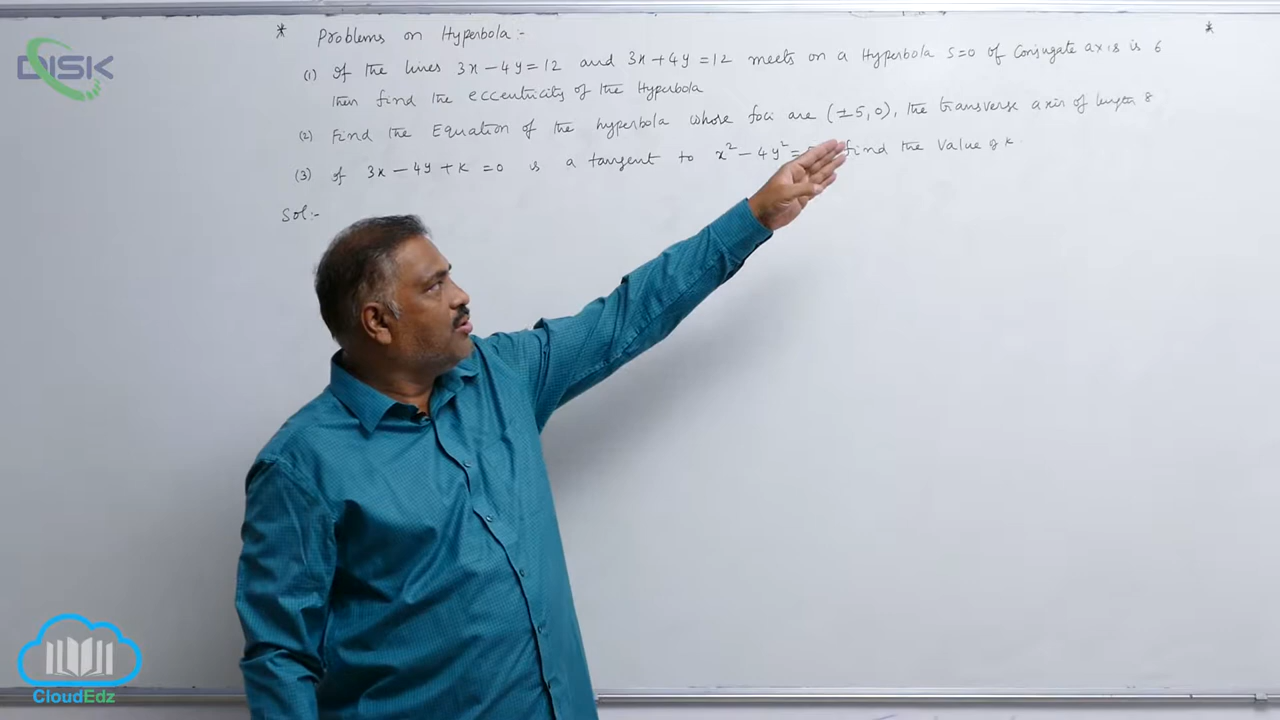 DISK
* Problems on Hyperbola :- *
(1) If the lines 3x - 4y = 12 and 3x + 4y = 12 meets on a Hyperbola S=0 of Conjugate axis is 6
then find the eccentricity of the Hyperbola
(2) Find the Equation of the hyperbola whose foci are (±5, 0), the transverse axis of length 8
(3) If 3x - 4y + k = 0 is a tangent to x² - 4y² = find the value of k.
Sol:-
CloudEdz